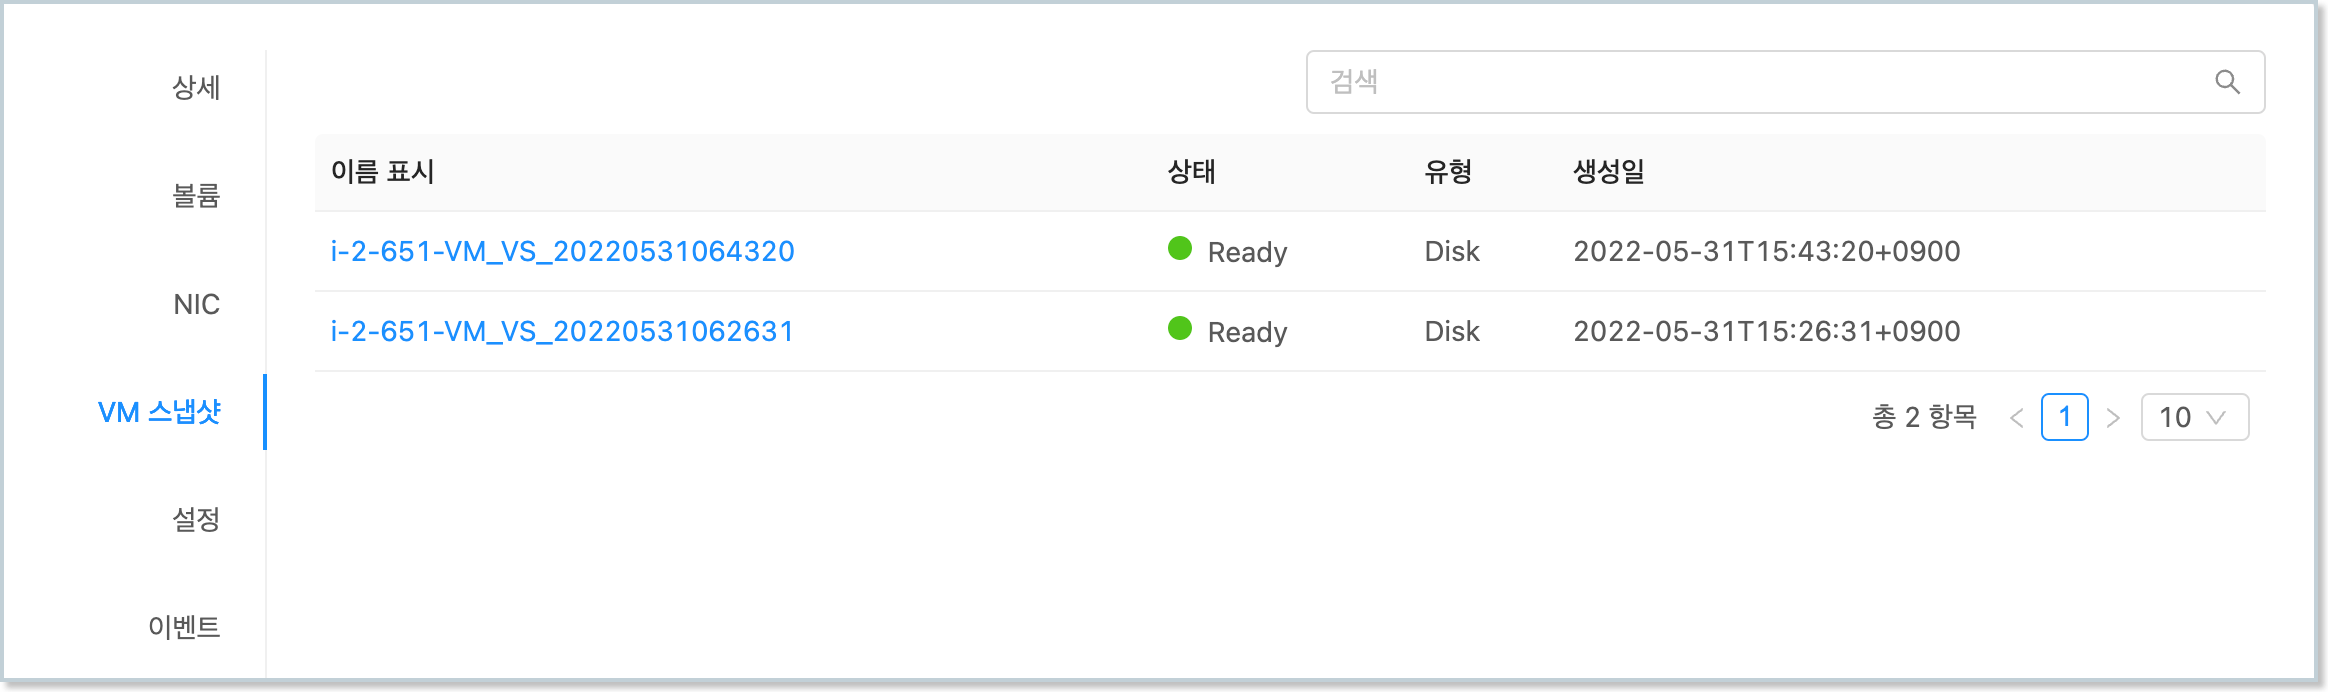 상세
볼륨
NIC
VM 스냅샷
설정
이벤트
검색
이름 표시 상태 유형 생성일
i-2-651-VM_VS_20220531064320 Ready Disk 2022-05-31T15:43:20+0900
i-2-651-VM_VS_20220531062631 Ready Disk 2022-05-31T15:26:31+0900
총 2 항목 < 1 > 10